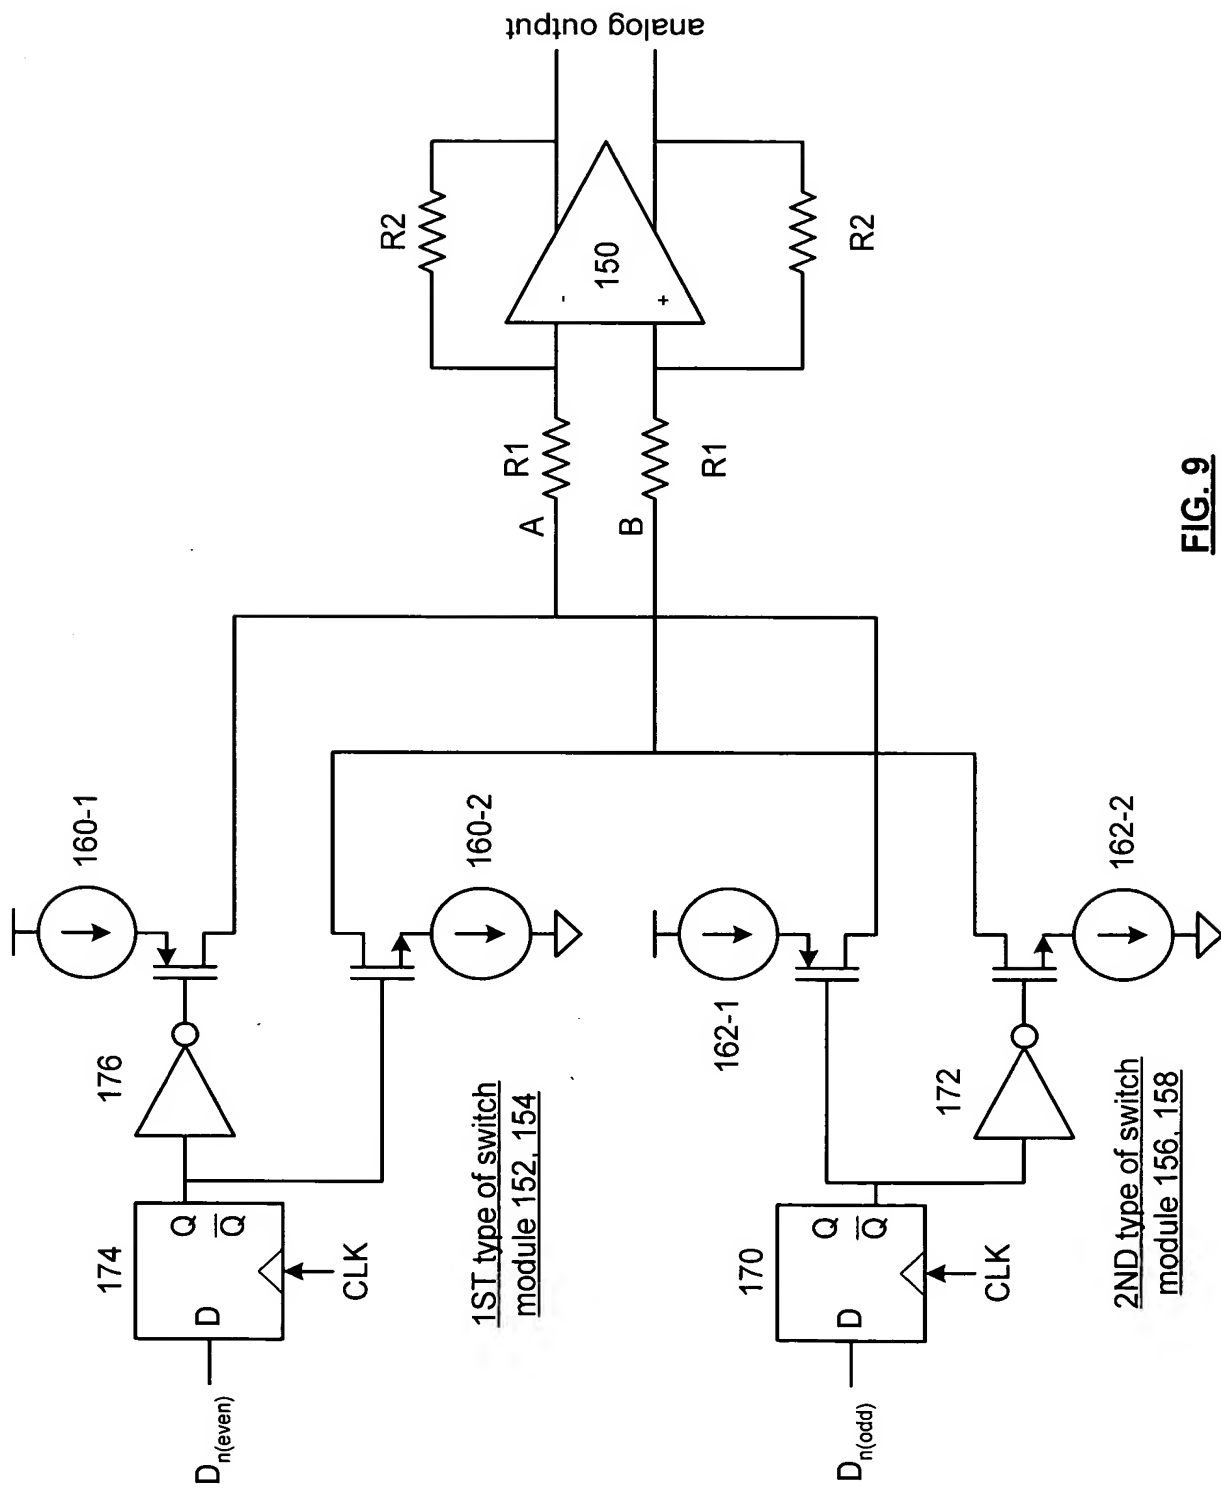 160-1
176
174
Q
Q
D
CLK
D n(even)
160-2
1ST type of switch
module 152, 154
162-1
170
Q
Q
D
CLK
D n(odd)
172
162-2
2ND type of switch
module 156, 158
A
R1
B
R1
R2
-
150
+
R2
analog output
FIG. 9